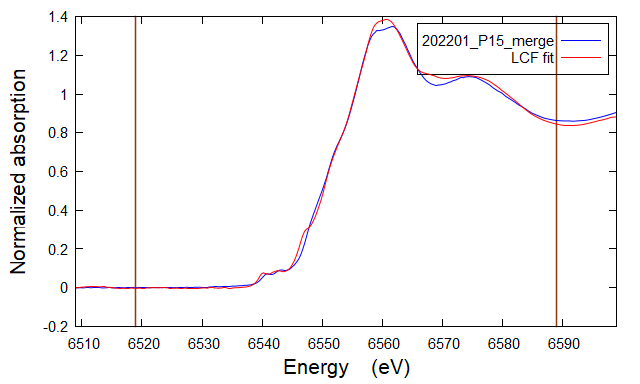 1.4
1.2
1
0.8
0.6
0.4
0.2
0
-0.2
Normalized absorption
202201_P15_merge
LCF fit
6510 6520 6530 6540 6550 6560 6570 6580 6590
Energy (eV)